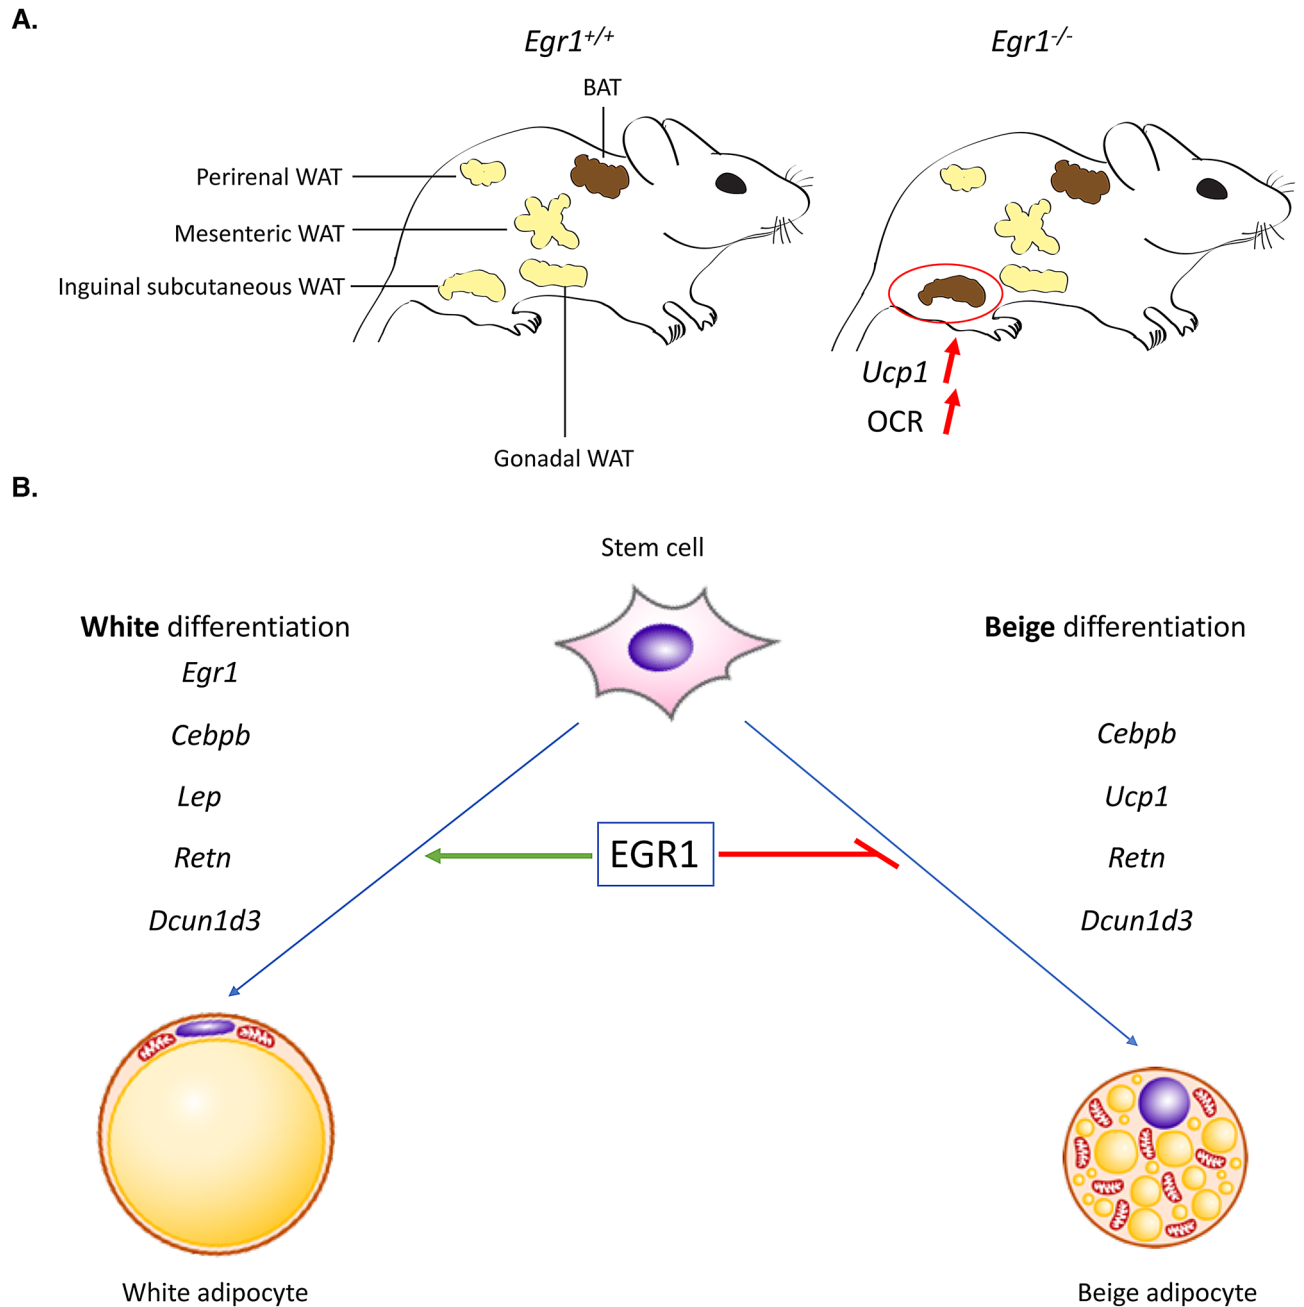 A.
Egr1+/+
Egr1-/-
BAT
Perirenal WAT
Mesenteric WAT
Inguinal subcutaneous WAT
Ucp1
OCR
Gonadal WAT
B.
Stem cell
White differentiation
Beige differentiation
Egr1
Cebpb
Cebpb
Lep
Ucp1
Retn
EGR1
Retn
Dcun1d3
Dcun1d3
White adipocyte
Beige adipocyte